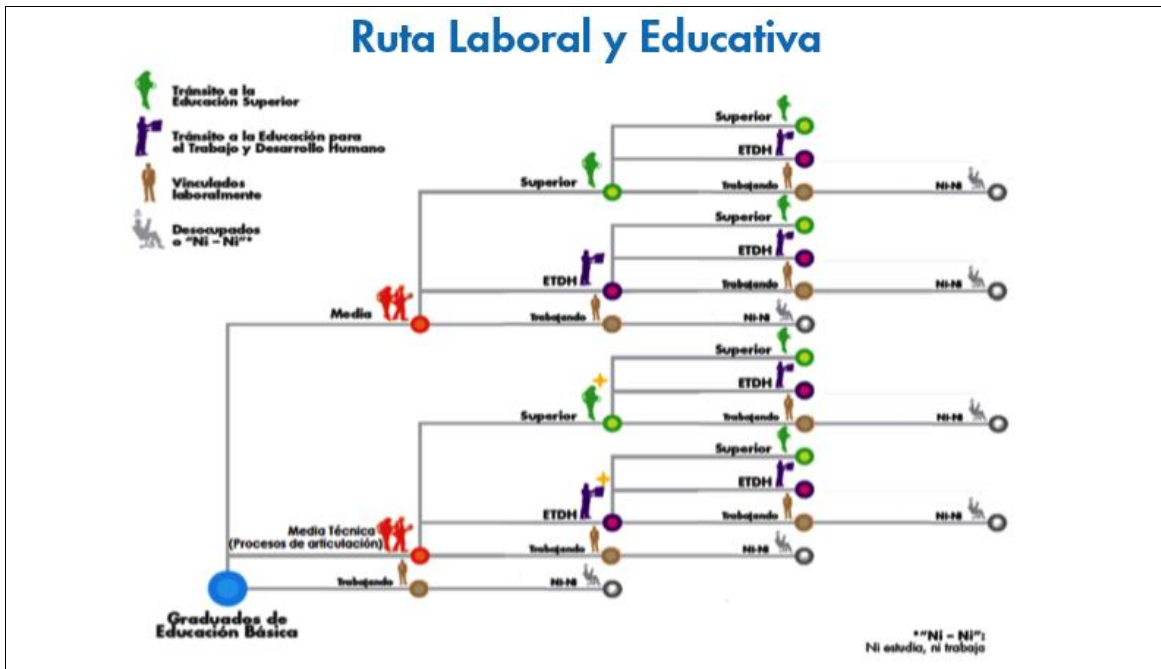 Ruta Laboral y Educativa
Tránsito a la
Educación Superior
Tránsito a la Educación para
el Trabajo y Desarrollo Humano
Vinculados
laboralmente
Desocupados
o "Ni – Ni"*
Superior
ETDH
Superior
Trabajando
Ni-Ni
Superior
ETDH
ETDH
Trabajando
Ni-Ni
Media
Trabajando
Ni-Ni
Superior
ETDH
Superior
Trabajando
Ni-Ni
Superior
ETDH
ETDH
Trabajando
Ni-Ni
Media Técnica
(Procesos de articulación)
Trabajando
Ni-Ni
Trabajando
Ni-Ni
Graduados de
Educación Básica
*"Ni – Ni":
Ni estudia, ni trabaja